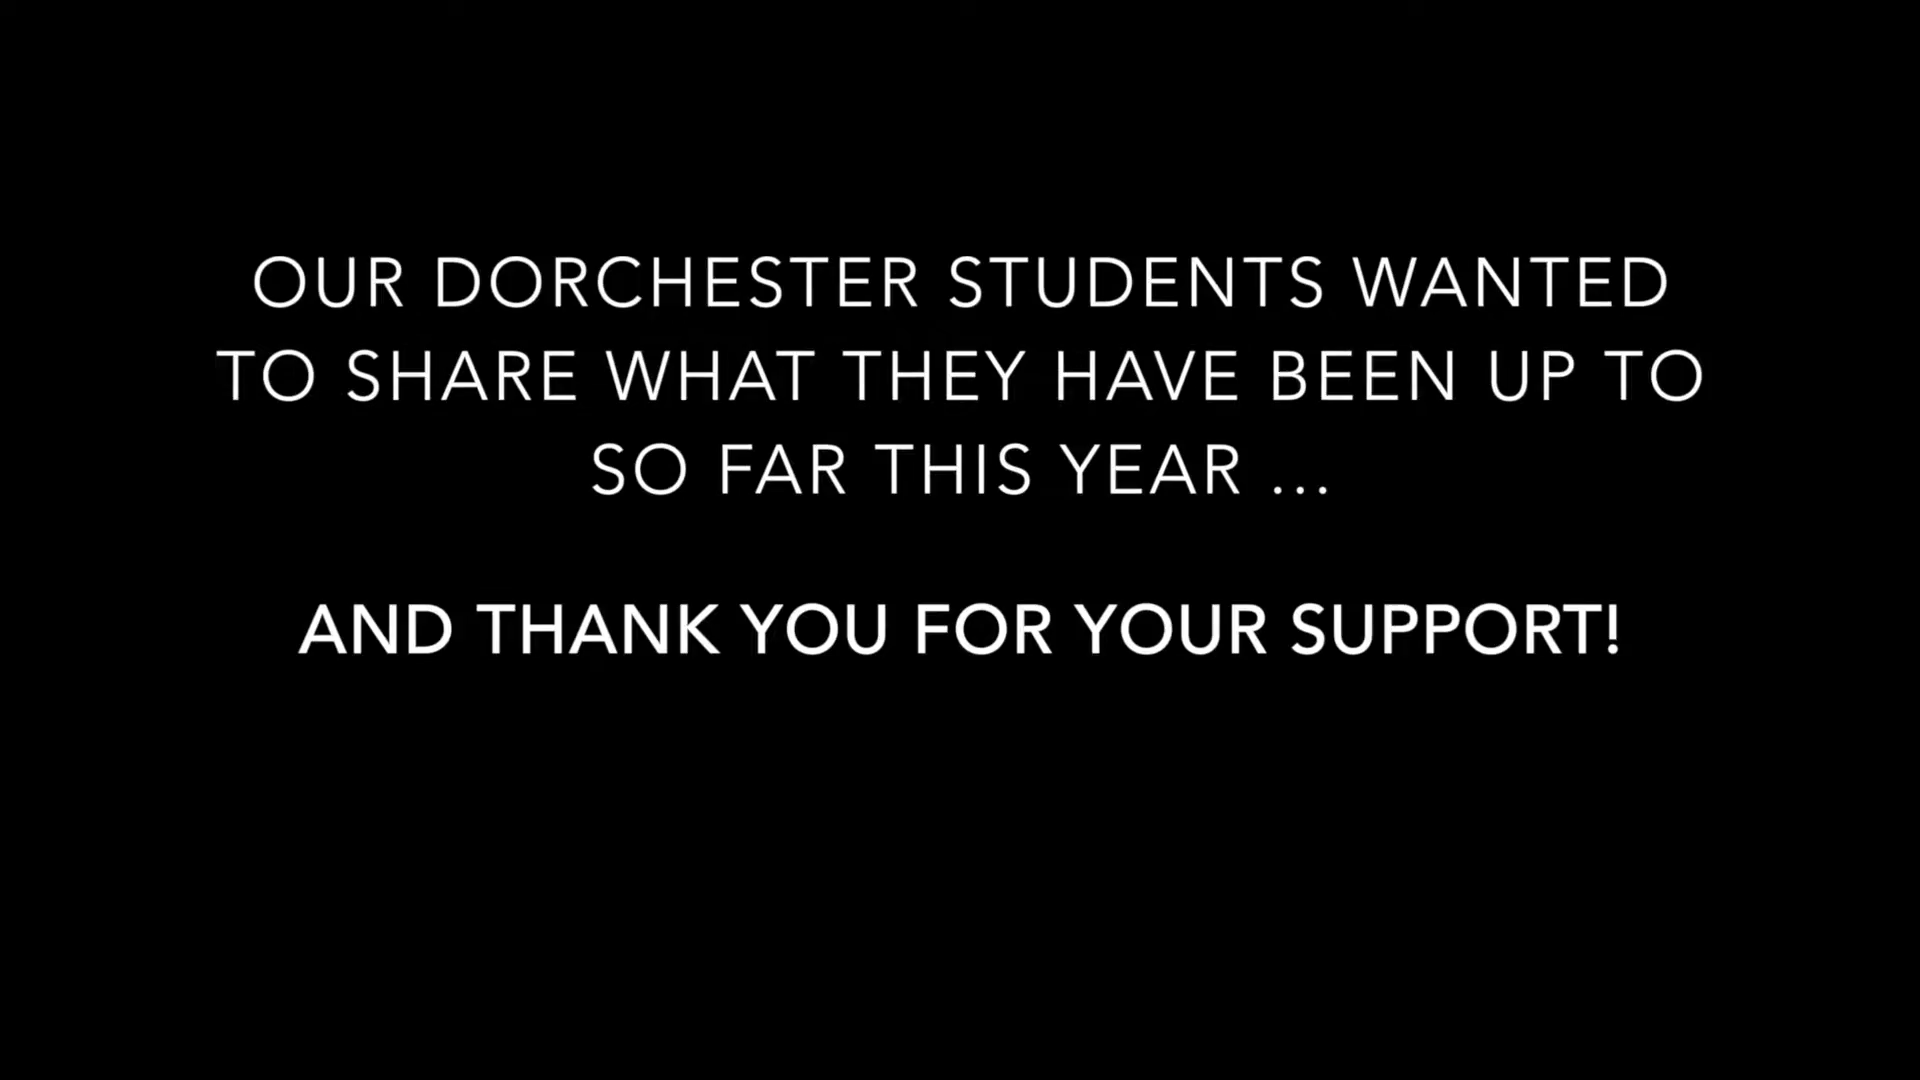 OUR DORCHESTER STUDENTS WANTED
TO SHARE WHAT THEY HAVE BEEN UP TO
SO FAR THIS YEAR ...
AND THANK YOU FOR YOUR SUPPORT!